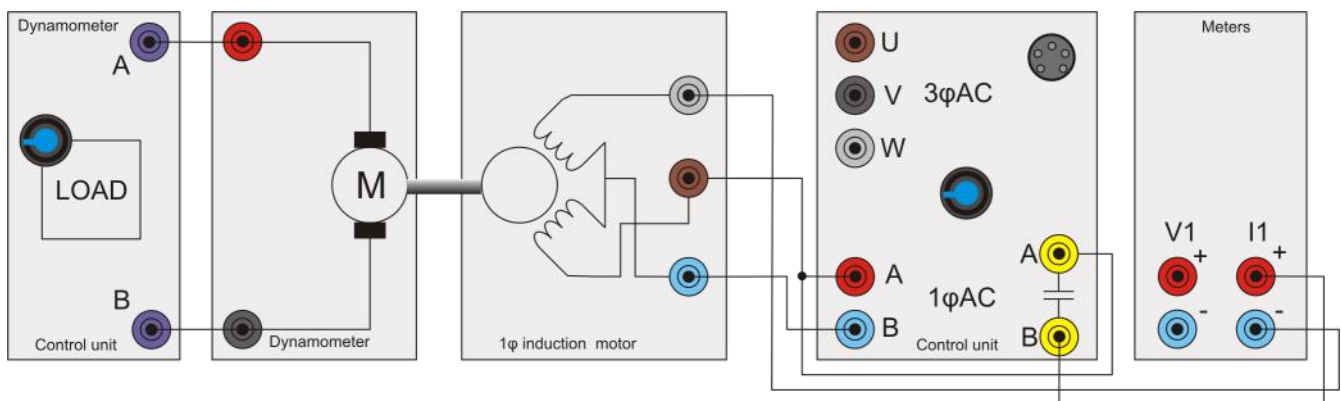 Dynamometer
A
LOAD
B
Control unit
M
Dynamometer
1φ induction motor
U
V
3φAC
W
A
A
1φAC
B
B
Control unit
Meters
V1
I1
+
+
-
-